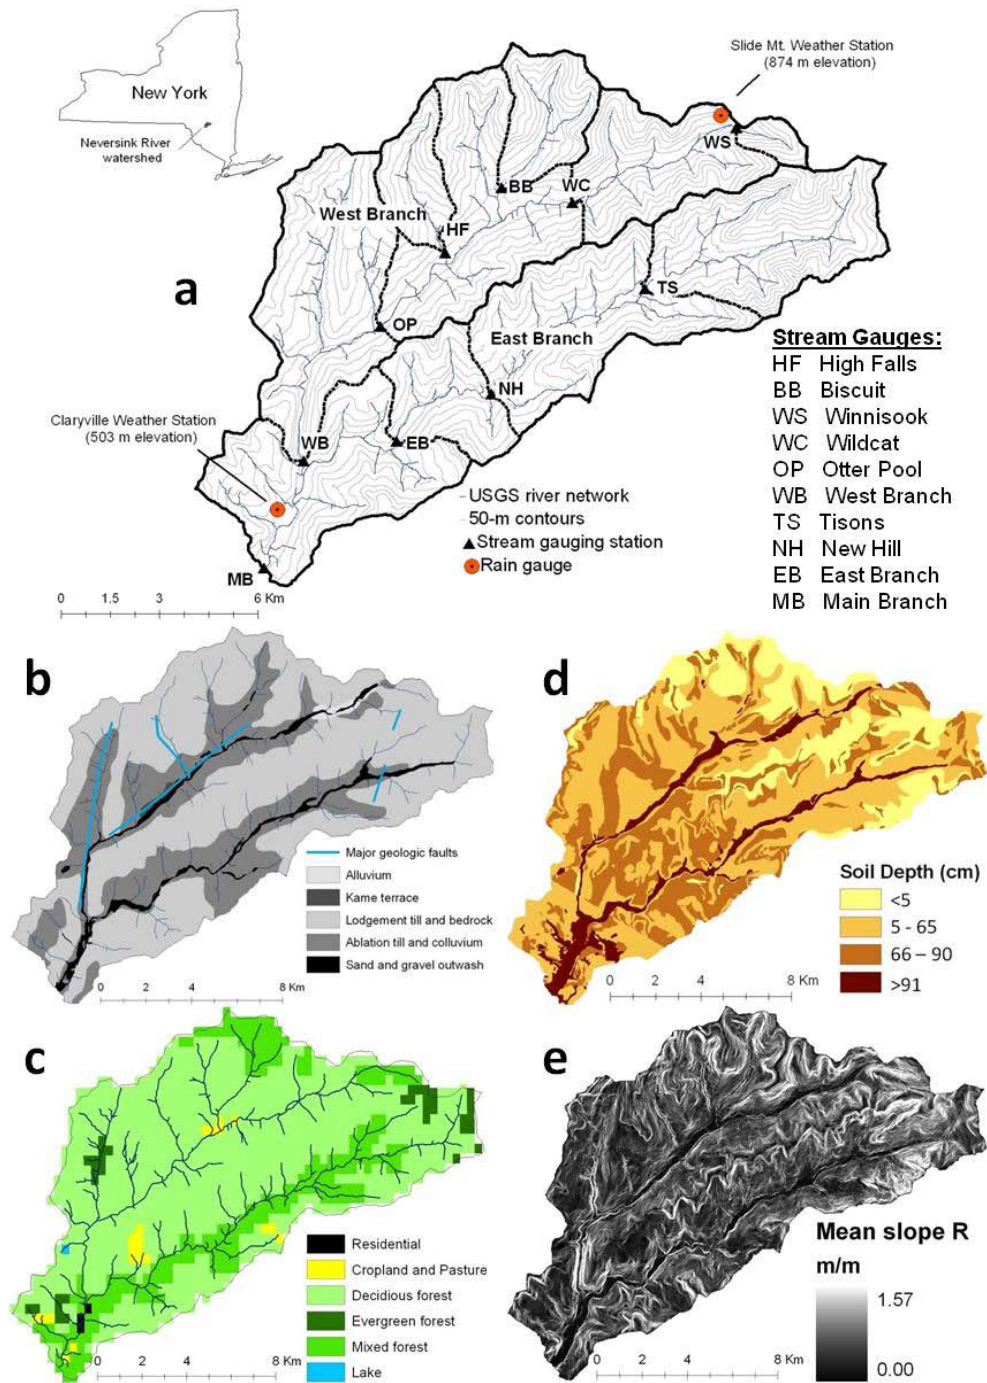 New York
Neversink River
watershed
Slide Mt. Weather Station
(874 m elevation)
WS
BB
WC
West Branch
HF
a
TS
OP
East Branch
NH
Claryville Weather Station
(503 m elevation)
WB
EB
USGS river network
50-m contours
Stream gauging station
Rain gauge
MB
0 1.5 3 6 Km
Stream Gauges:
HF High Falls
BB Biscuit
WS Winnisook
WC Wildcat
OP Otter Pool
WB West Branch
TS Tisons
NH New Hill
EB East Branch
MB Main Branch
b
Major geologic faults
Alluvium
Kame terrace
Lodgement till and bedrock
Ablation till and colluvium
Sand and gravel outwash
0 2 4 8 Km
d
Soil Depth (cm)
<5
5 - 65
66 – 90
>91
0 2 4 8 Km
c
Residential
Cropland and Pasture
Decidious forest
Evergreen forest
Mixed forest
Lake
0 2 4 8 Km
e
Mean slope R
m/m
1.57
0.00
0 2 4 8 Km